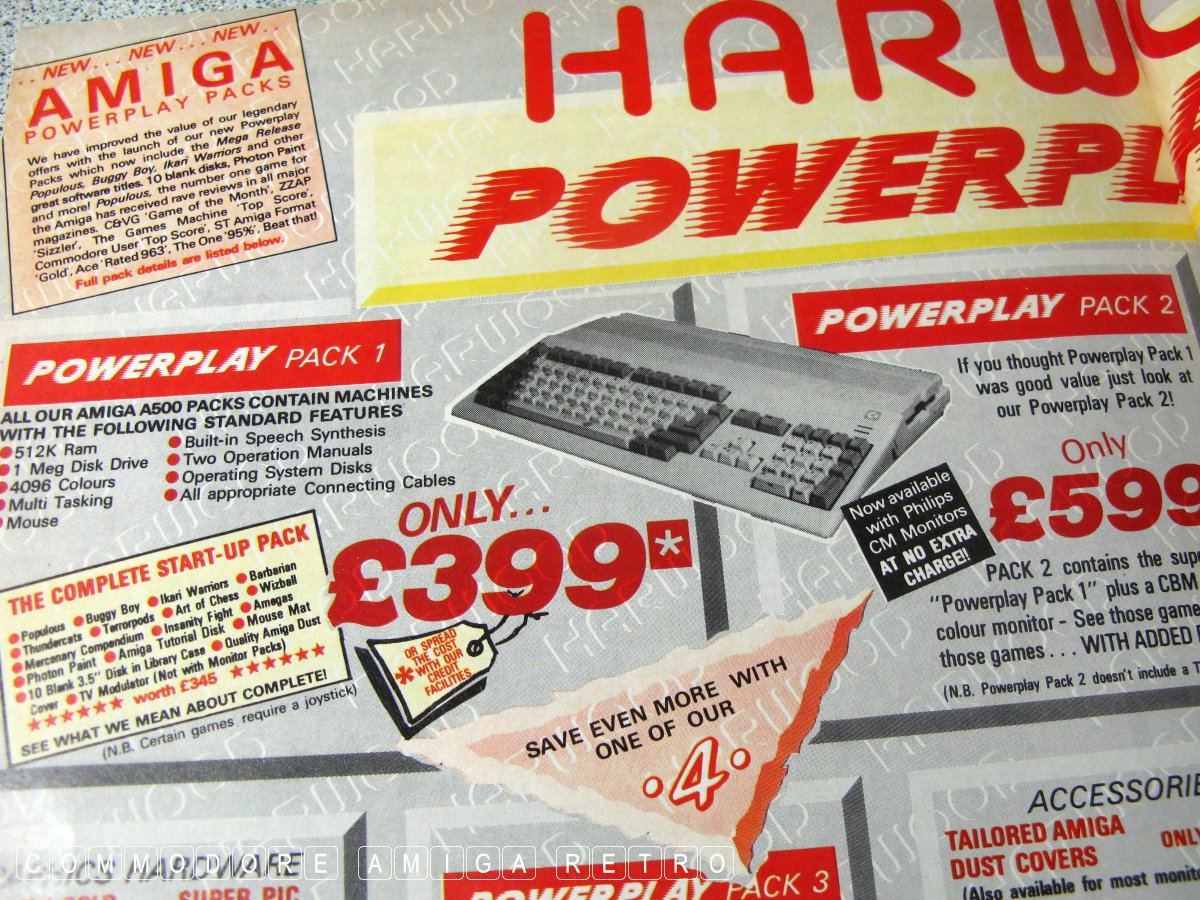 .. NEW... NEW... NEW..
AMIGA
POWERPLAY PACKS
We have improved the value of our legendary
offers with the launch of our new Powerplay
Packs which now include the Mega Release
Populous, Buggy Boy, Ikari Warriors and other
great software titles. 10 blank disks, Photon Paint
and more! Populous, the number one game for
the Amiga has received rave reviews in all major
magazines. C&VG 'Game of the Month', ZZAP
'Sizzler', The Games Machine 'Top Score',
Commodore User 'Top Score', ST Amiga Format
'Gold', Ace 'Rated 963', The One '95%', Beat that!
Full pack details are listed below.
HARW
POWERPL
POWERPLAY PACK 1
ALL OUR AMIGA A500 PACKS CONTAIN MACHINES
WITH THE FOLLOWING STANDARD FEATURES
● 512K Ram
● 1 Meg Disk Drive
● 4096 Colours
● Multi Tasking
● Mouse
● Built-in Speech Synthesis
● Two Operation Manuals
● Operating System Disks
● All appropriate Connecting Cables
ONLY...
£399*
THE COMPLETE START-UP PACK
● Populous ● Buggy Boy ● Ikari Warriors ● Barbarian
● Thundercats ● Terrorpods ● Art of Chess ● Wizball
● Mercenary Compendium ● Insanity Fight ● Amegas
● Photon Paint ● Amiga Tutorial Disk ● Mouse Mat
● 10 Blank 3.5" Disk in Library Case ● Quality Amiga Dust
Cover ● TV Modulator (Not with Monitor Packs)
★★★★★★ worth £345 ★★★★★★
SEE WHAT WE MEAN ABOUT COMPLETE!
(N.B. Certain games require a joystick)
* OR SPREAD
THE COST
WITH OUR
CREDIT
FACILITIES
POWERPLAY PACK 2
If you thought Powerplay Pack 1
was good value just look at
our Powerplay Pack 2!
Only
£599
Now available
with Philips
CM Monitors
AT NO EXTRA
CHARGE!!
PACK 2 contains the
"Powerplay Pack 1" plus a CBM
colour monitor - See those
those games... WITH ADDED
(N.B. Powerplay Pack 2 doesn't include a
SAVE EVEN MORE WITH
ONE OF OUR
•4•
POWERPLAY PACK 3
HARDWARE
SUPER PIC
ACCESSORIE
TAILORED AMIGA
DUST COVERS
ONL
(Also available for most
COMMODORE AMIGA RETRO